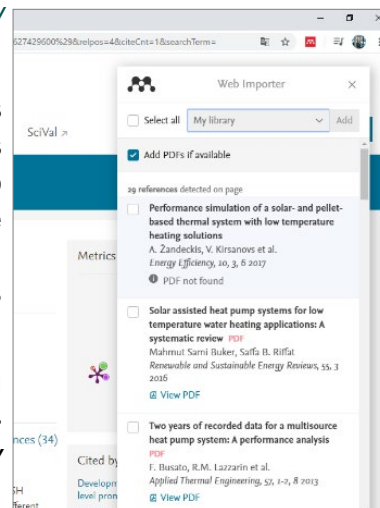 627429600%29&relpos=4&citeCnt=1&searchTerm=
Web Importer
Select all
My library
Add
SciVal
Add PDFs if available
29 references detected on page
Performance simulation of a solar- and pellet-
based thermal system with low temperature
heating solutions
A. Žandeckis, V. Kirsanovs et al.
Energy Efficiency, 10, 3, 6 2017
PDF not found
Metrics
Solar assisted heat pump systems for low
temperature water heating applications: A
systematic review PDF
Mahmut Sami Buker, Saffa B. Riffat
Renewable and Sustainable Energy Reviews, 55, 3
2016
View PDF
Two years of recorded data for a multisource
heat pump system: A performance analysis
PDF
F. Busato, R.M. Lazzarin et al.
Applied Thermal Engineering, 57, 1-2, 8 2013
View PDF
nces (34)
Cited by
Developm
level pron
SH
fferent